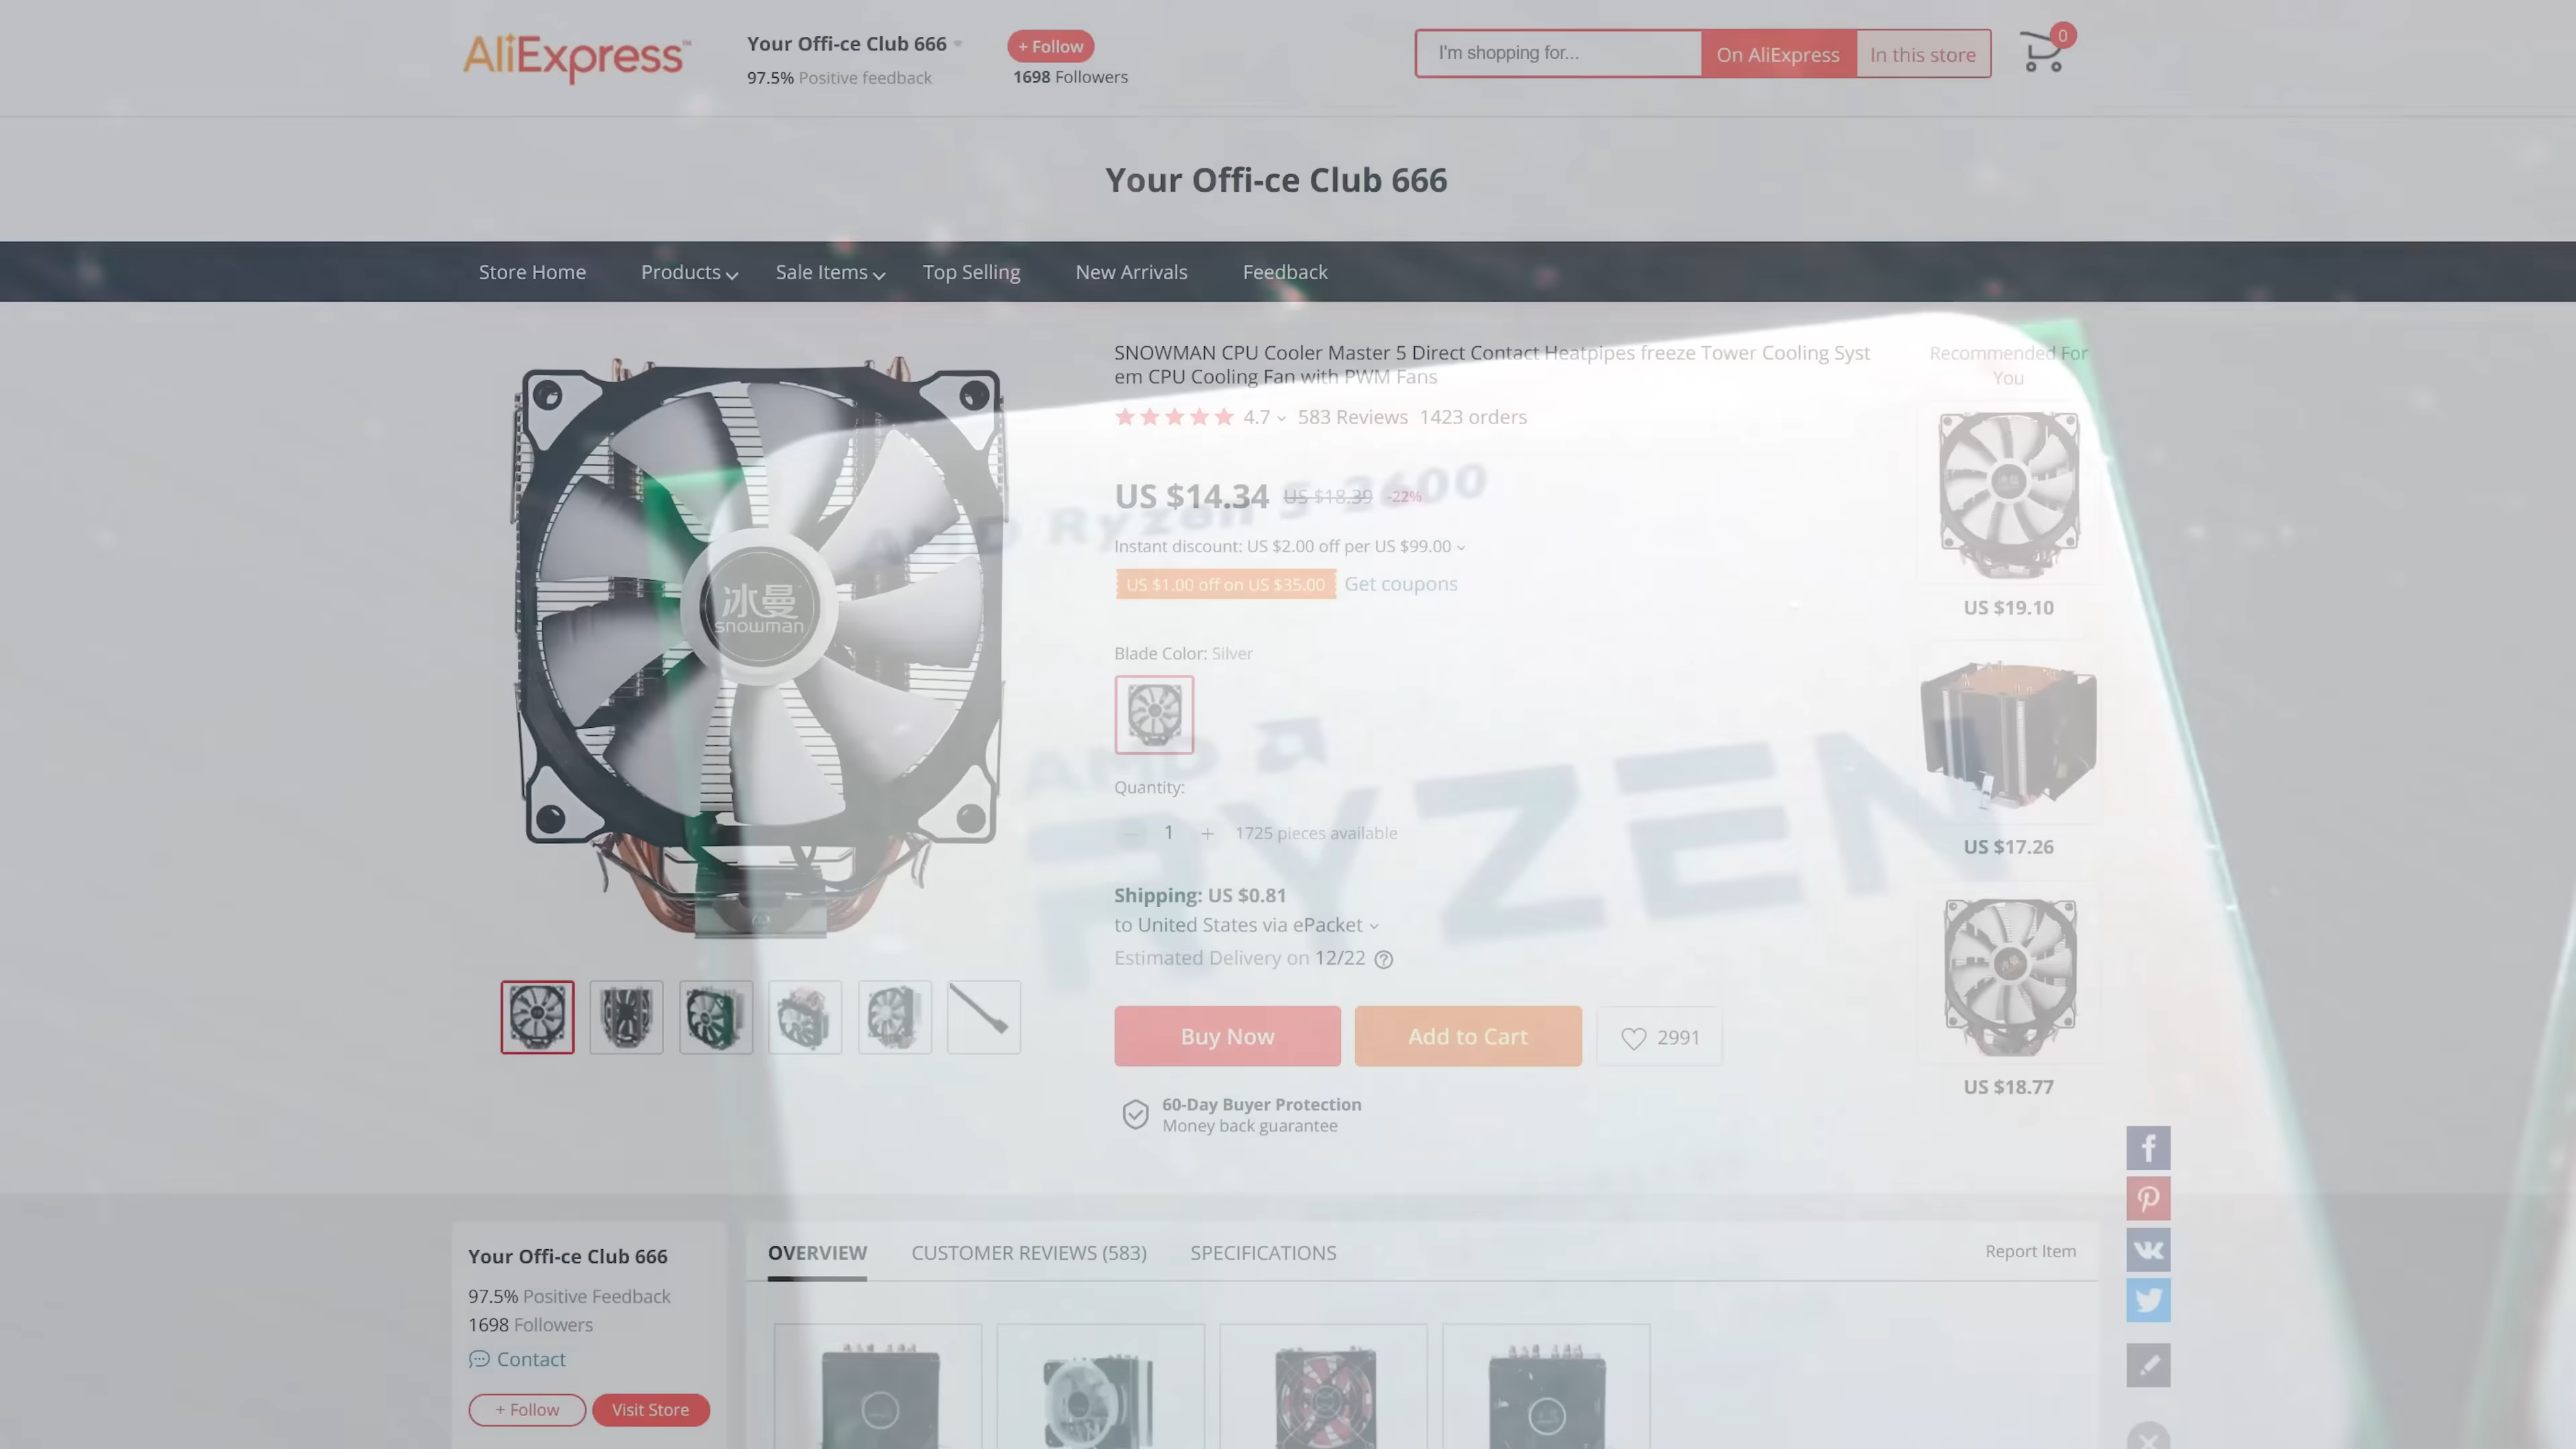 AliExpress™
Your Offi-ce Club 666
97.5% Positive feedback
+ Follow
1698 Followers
I'm shopping for...
On AliExpress
In this store
0
Your Offi-ce Club 666
Store Home
Products
Sale Items
Top Selling
New Arrivals
Feedback
SNOWMAN CPU Cooler Master 5 Direct Contact Heatpipes freeze Tower Cooling Syst
em CPU Cooling Fan with PWM Fans
4.7
583 Reviews
1423 orders
US $14.34
US $18.39
-22%
AMD Ryzen 5 2600
Instant discount: US $2.00 off per US $99.00
US $1.00 off on US $35.00
Get coupons
冰曼
snowman
Blade Color: Silver
AMD
RYZEN
Quantity:
1
1725 pieces available
Shipping: US $0.81
to United States via ePacket
Estimated Delivery on 12/22
Buy Now
Add to Cart
2991
60-Day Buyer Protection
Money back guarantee
Recommended For
You
US $19.10
US $17.26
US $18.77
Your Offi-ce Club 666
97.5% Positive Feedback
1698 Followers
Contact
+ Follow
Visit Store
OVERVIEW
CUSTOMER REVIEWS (583)
SPECIFICATIONS
Report Item